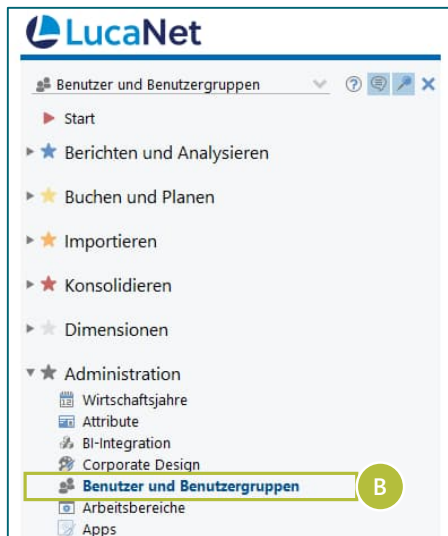 LucaNet
Benutzer und Benutzergruppen
Start
Berichten und Analysieren
Buchen und Planen
Importieren
Konsolidieren
Dimensionen
Administration
Wirtschaftsjahre
Attribute
BI-Integration
Corporate Design
Benutzer und Benutzergruppen B
Arbeitsbereiche
Apps